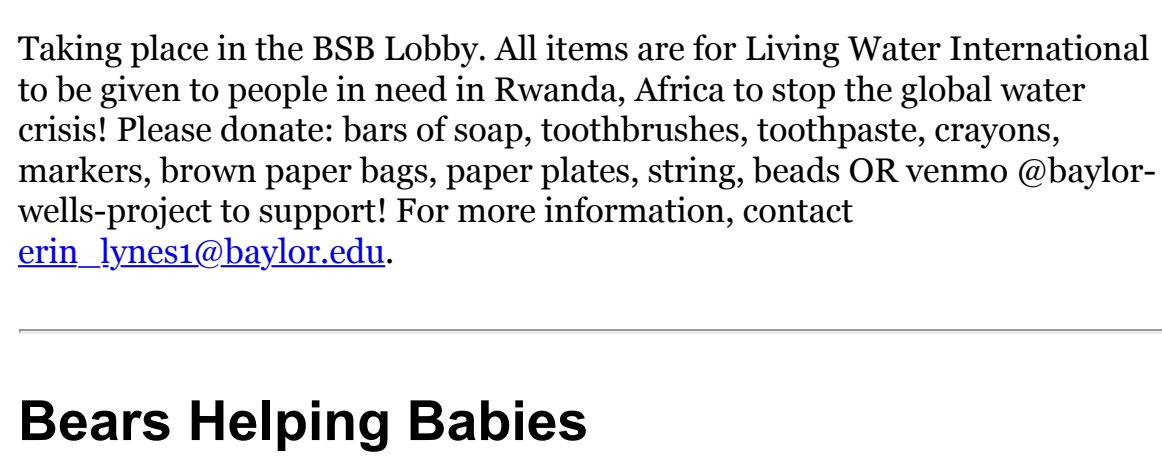 Taking place in the BSB Lobby. All items are for Living Water International
to be given to people in need in Rwanda, Africa to stop the global water
crisis! Please donate: bars of soap, toothbrushes, toothpaste, crayons,
markers, brown paper bags, paper plates, string, beads OR venmo @baylor-
wells-project to support! For more information, contact
erin_lynes1@baylor.edu.
Bears Helping Babies